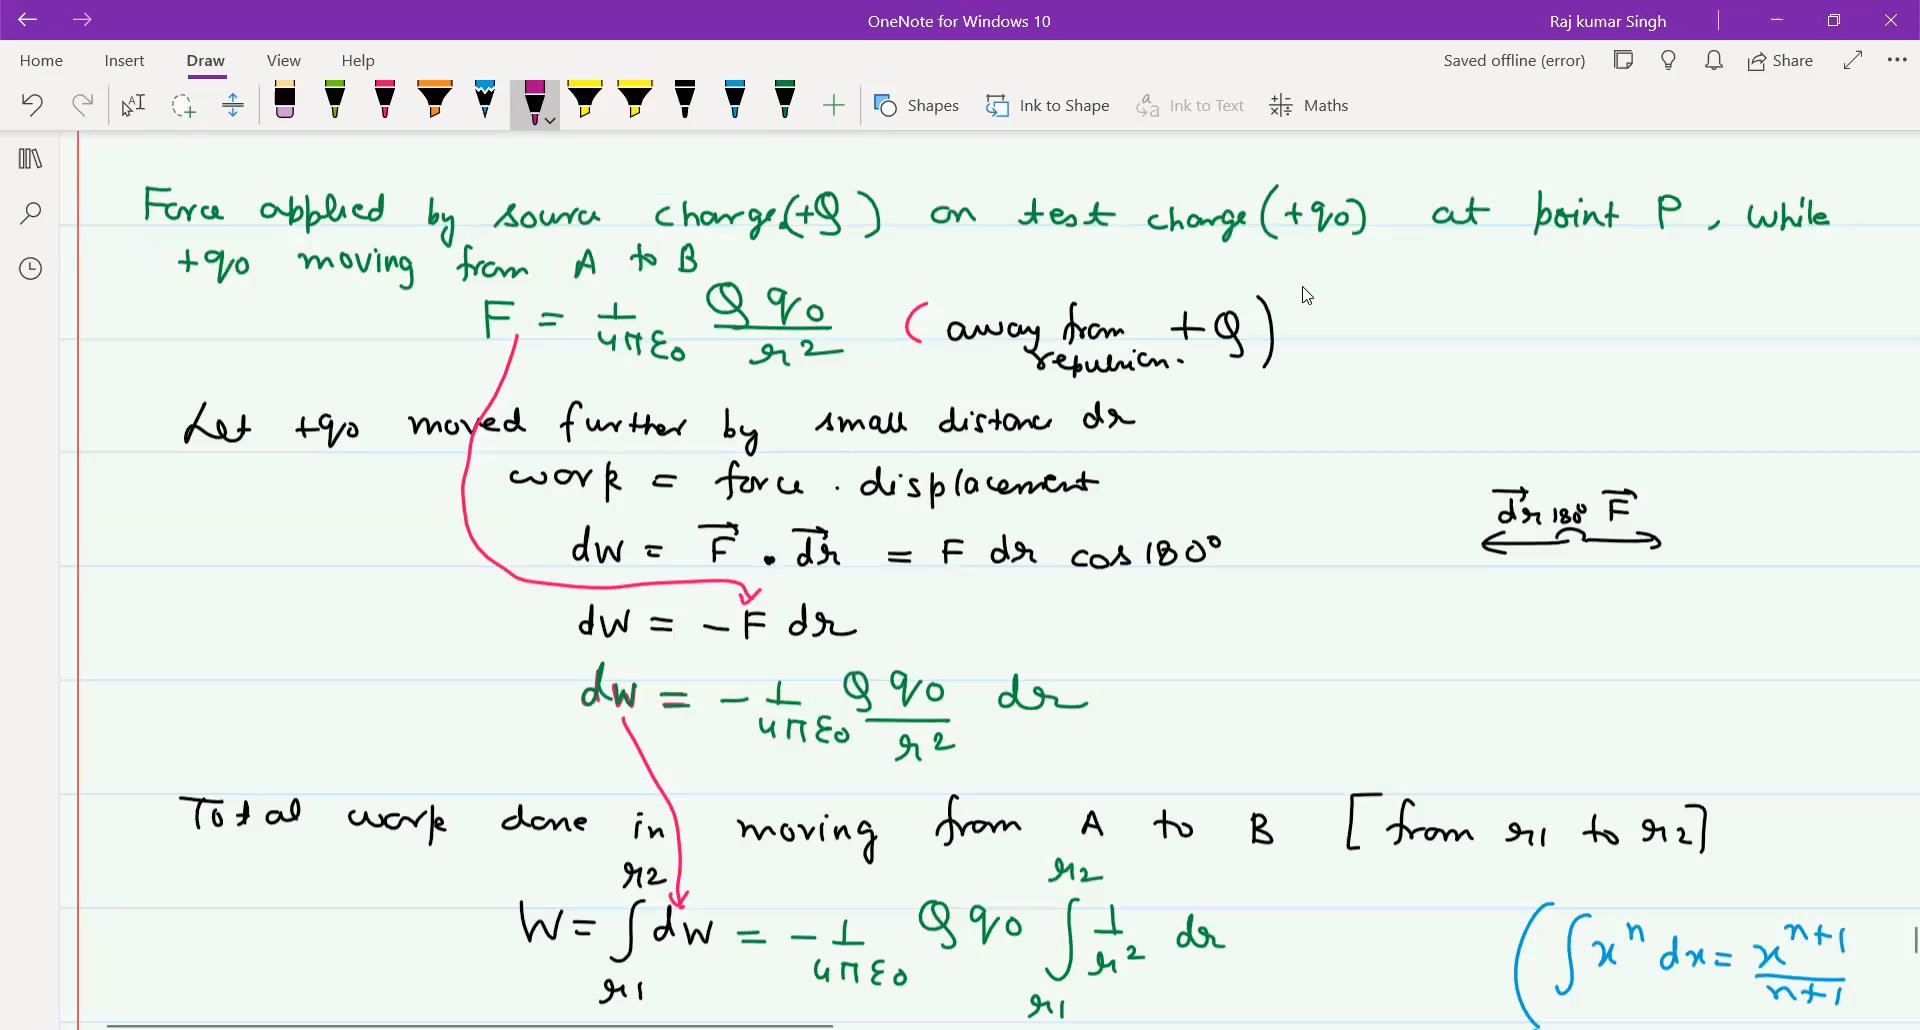 OneNote for Windows 10
Raj kumar Singh
Home Insert Draw View Help
Saved offline (error)
Share
Shapes
Ink to Shape
Ink to Text
Maths
Force applied by source charge(+Q) on test charge(+q0) at point P, while
+q0 moving from A to B
F = 1/4πε0 Q q0/r² (away from +Q)
repulsion.
Let +q0 moved further by small distance dr
work = force . displacement
dr 180° F
dw = F . dr = F dr cos 180°
dw = -F dr
dw = - 1/4πε0 Q q0/r² dr
Total work done in moving from A to B [from r1 to r2]
W = ∫r1 r2 dw = - 1/4πε0 Q q0 ∫r1 r2 1/r² dr
(∫xⁿ dx = xⁿ⁺¹/n+1